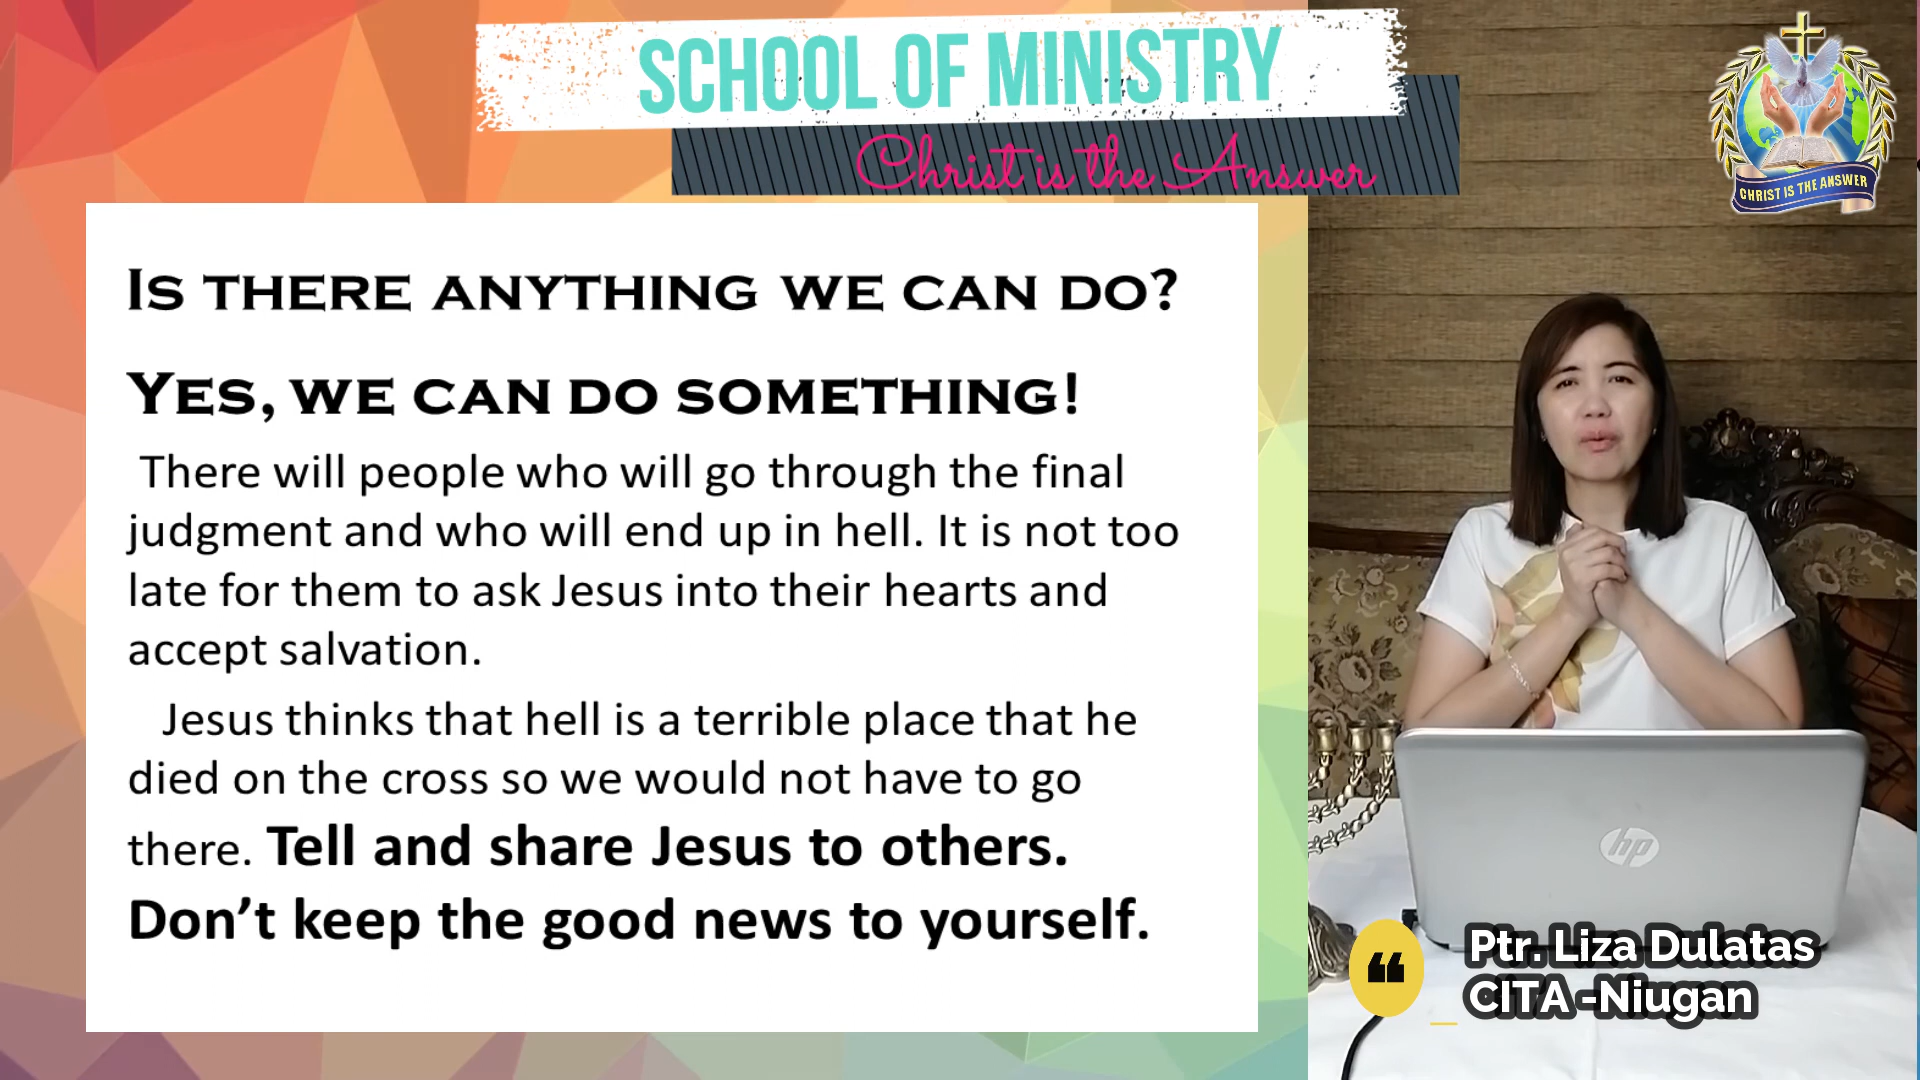 SCHOOL OF MINISTRY
Christ is the Answer
CHRIST IS THE ANSWER
IS THERE ANYTHING WE CAN DO?
YES, WE CAN DO SOMETHING!
There will people who will go through the final
judgment and who will end up in hell. It is not too
late for them to ask Jesus into their hearts and
accept salvation.
Jesus thinks that hell is a terrible place that he
died on the cross so we would not have to go
there. Tell and share Jesus to others.
Don't keep the good news to yourself.
hp
❝
Ptr. Liza Dulatas
CITA -Niugan